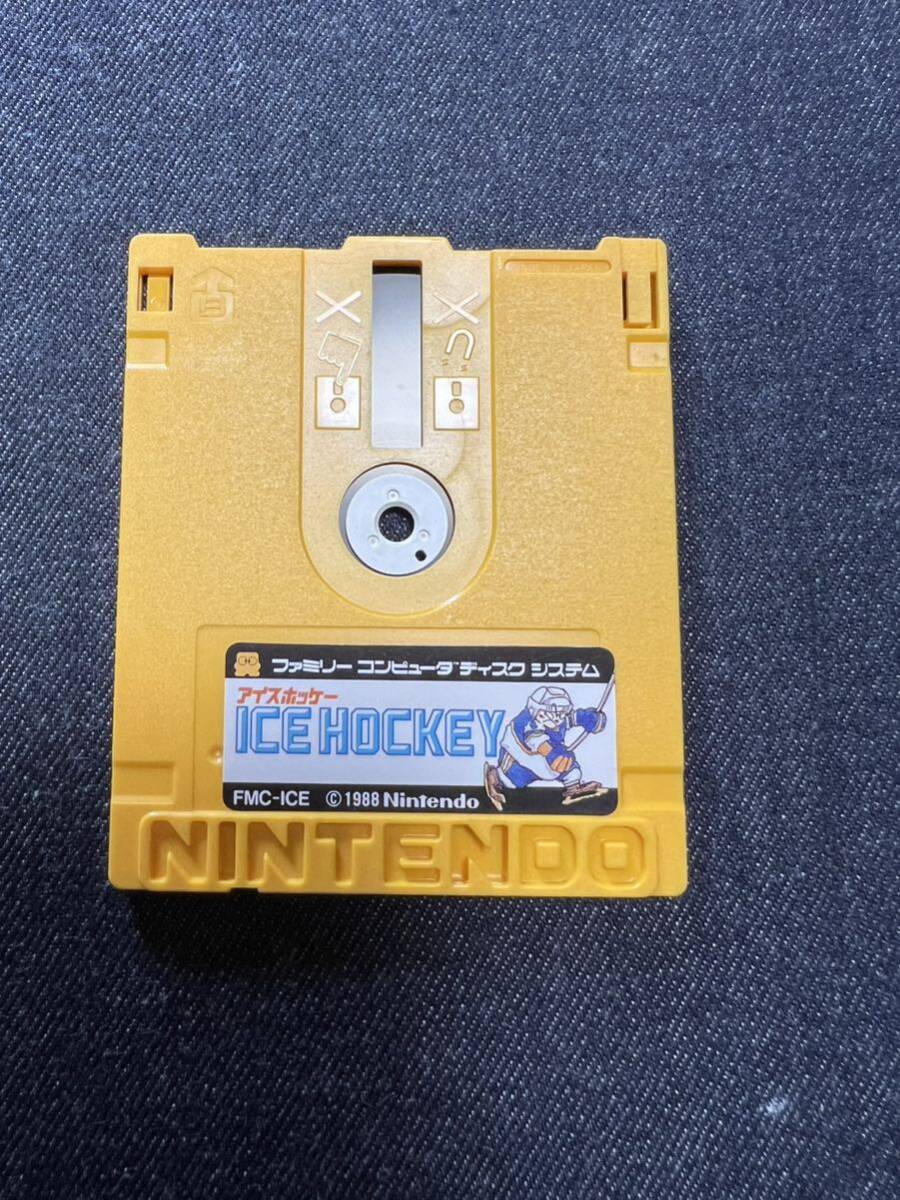 ファミリー コンピュータ ディスク システム
アイスホッケー
ICE HOCKEY
FMC-ICE © 1988 Nintendo
NINTENDO